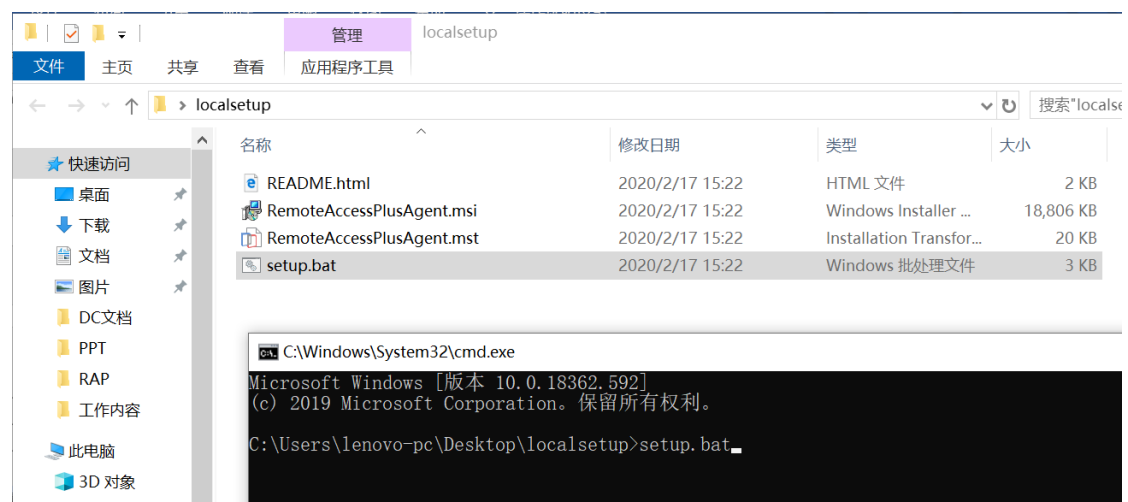 管理
localsetup
文件
主页
共享
查看
应用程序工具
localsetup
搜索"localse
名称
修改日期
类型
大小
快速访问
桌面
下载
文档
图片
DC文档
PPT
RAP
工作内容
此电脑
3D 对象
README.html 2020/2/17 15:22 HTML 文件 2 KB
RemoteAccessPlusAgent.msi 2020/2/17 15:22 Windows Installer ... 18,806 KB
RemoteAccessPlusAgent.mst 2020/2/17 15:22 Installation Transfor... 20 KB
setup.bat 2020/2/17 15:22 Windows 批处理文件 3 KB
C:\Windows\System32\cmd.exe
Microsoft Windows [版本 10.0.18362.592]
(c) 2019 Microsoft Corporation。保留所有权利。
C:\Users\lenovo-pc\Desktop\localsetup>setup.bat